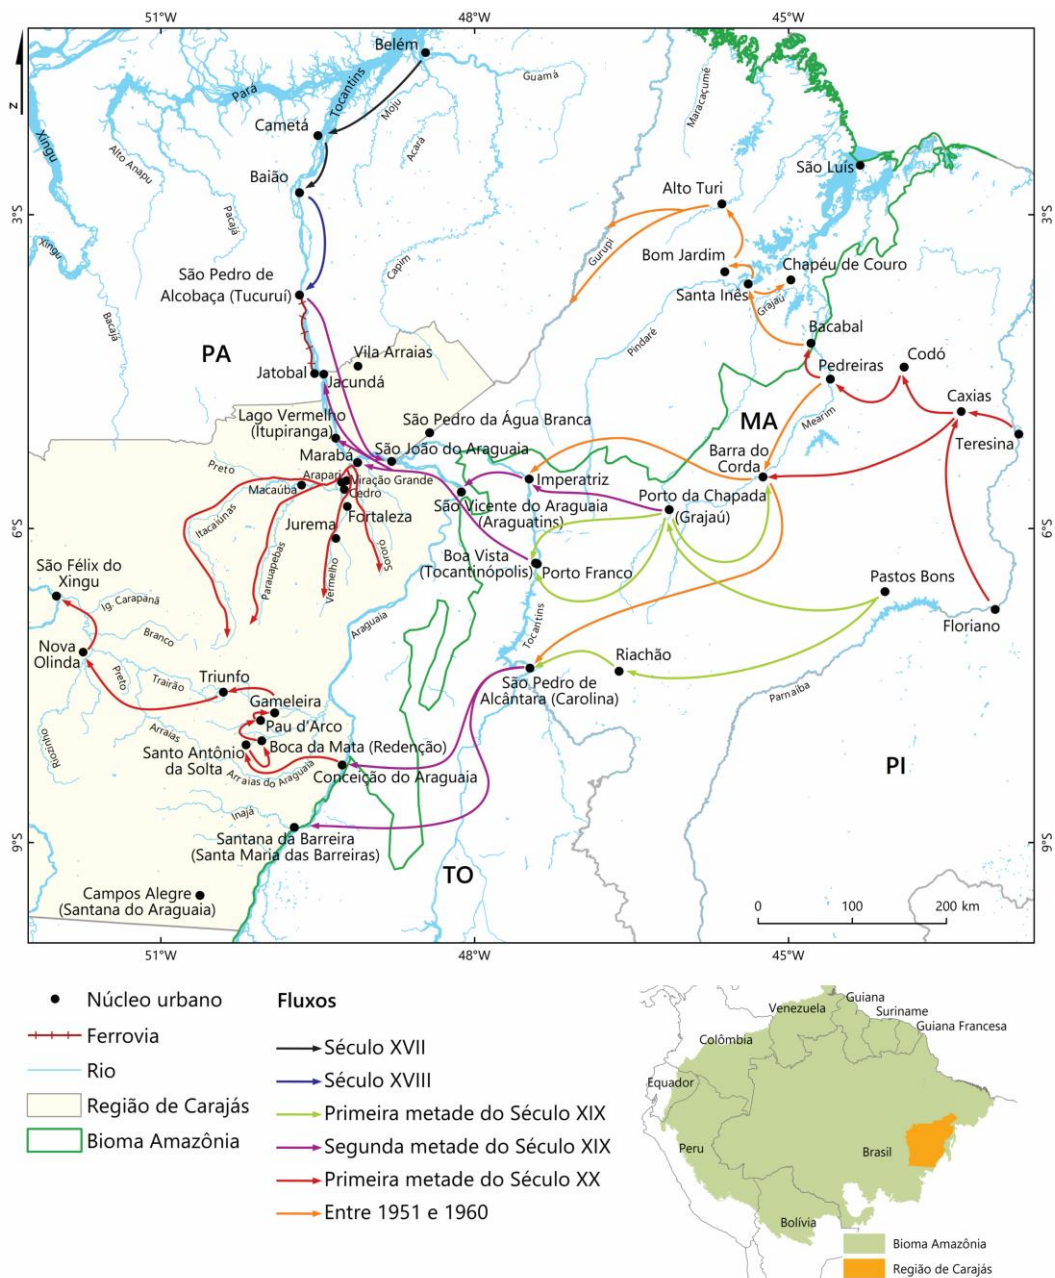 51°W
48°W
45°W
N
Belém
Guamá
Pará
Tocantins
Moju
Maracaçumé
Xingu
Cametá
Alto Anapu
Acará
São Luís
Baião
Pacajá
Alto Turi
3°S
3°S
Xingu
Capim
Gurupi
Bom Jardim
Chapéu de Couro
São Pedro de
Alcobaça (Tucuruí)
Santa Inês
Grajaú
Bacajá
Pindaré
Bacabal
PA
Vila Arraias
Jatobal
Jacundá
Pedreiras
Codó
Caxias
MA
Mearim
Teresina
Lago Vermelho
(Itupiranga)
São Pedro da Água Branca
Marabá
São João do Araguaia
Barra do
Corda
Preto
Arapari
Viração Grande
Macaúba
Cedro
Imperatriz
Porto da Chapada
(Grajaú)
São Vicente do Araguaia
(Araguatins)
Itacaiúnas
Jurema
Fortaleza
6°S
6°S
Parauapebas
Vermelho
Sororó
Boa Vista
(Tocantinópolis)
Porto Franco
São Félix do
Xingu
Ig. Carapanã
Pastos Bons
Floriano
Araguaia
Tocantins
Branco
Nova
Olinda
Riachão
Parnaíba
Preto
Trairão
Triunfo
São Pedro de
Alcântara (Carolina)
Gameleira
Pau d'Arco
Riozinho
Arraias
Santo Antônio
da Solta
Boca da Mata (Redenção)
Arraias do Araguaia
Conceição do Araguaia
PI
Inajá
Santana da Barreira
(Santa Maria das Barreiras)
9°S
9°S
TO
Campos Alegre
(Santana do Araguaia)
0 100 200 km
51°W
48°W
45°W
Núcleo urbano
Ferrovia
Rio
Região de Carajás
Bioma Amazônia
Fluxos
Século XVII
Século XVIII
Primeira metade do Século XIX
Segunda metade do Século XIX
Primeira metade do Século XX
Entre 1951 e 1960
Venezuela
Guiana
Suriname
Guiana Francesa
Colômbia
Equador
Peru
Brasil
Bolívia
Bioma Amazônia
Região de Carajás